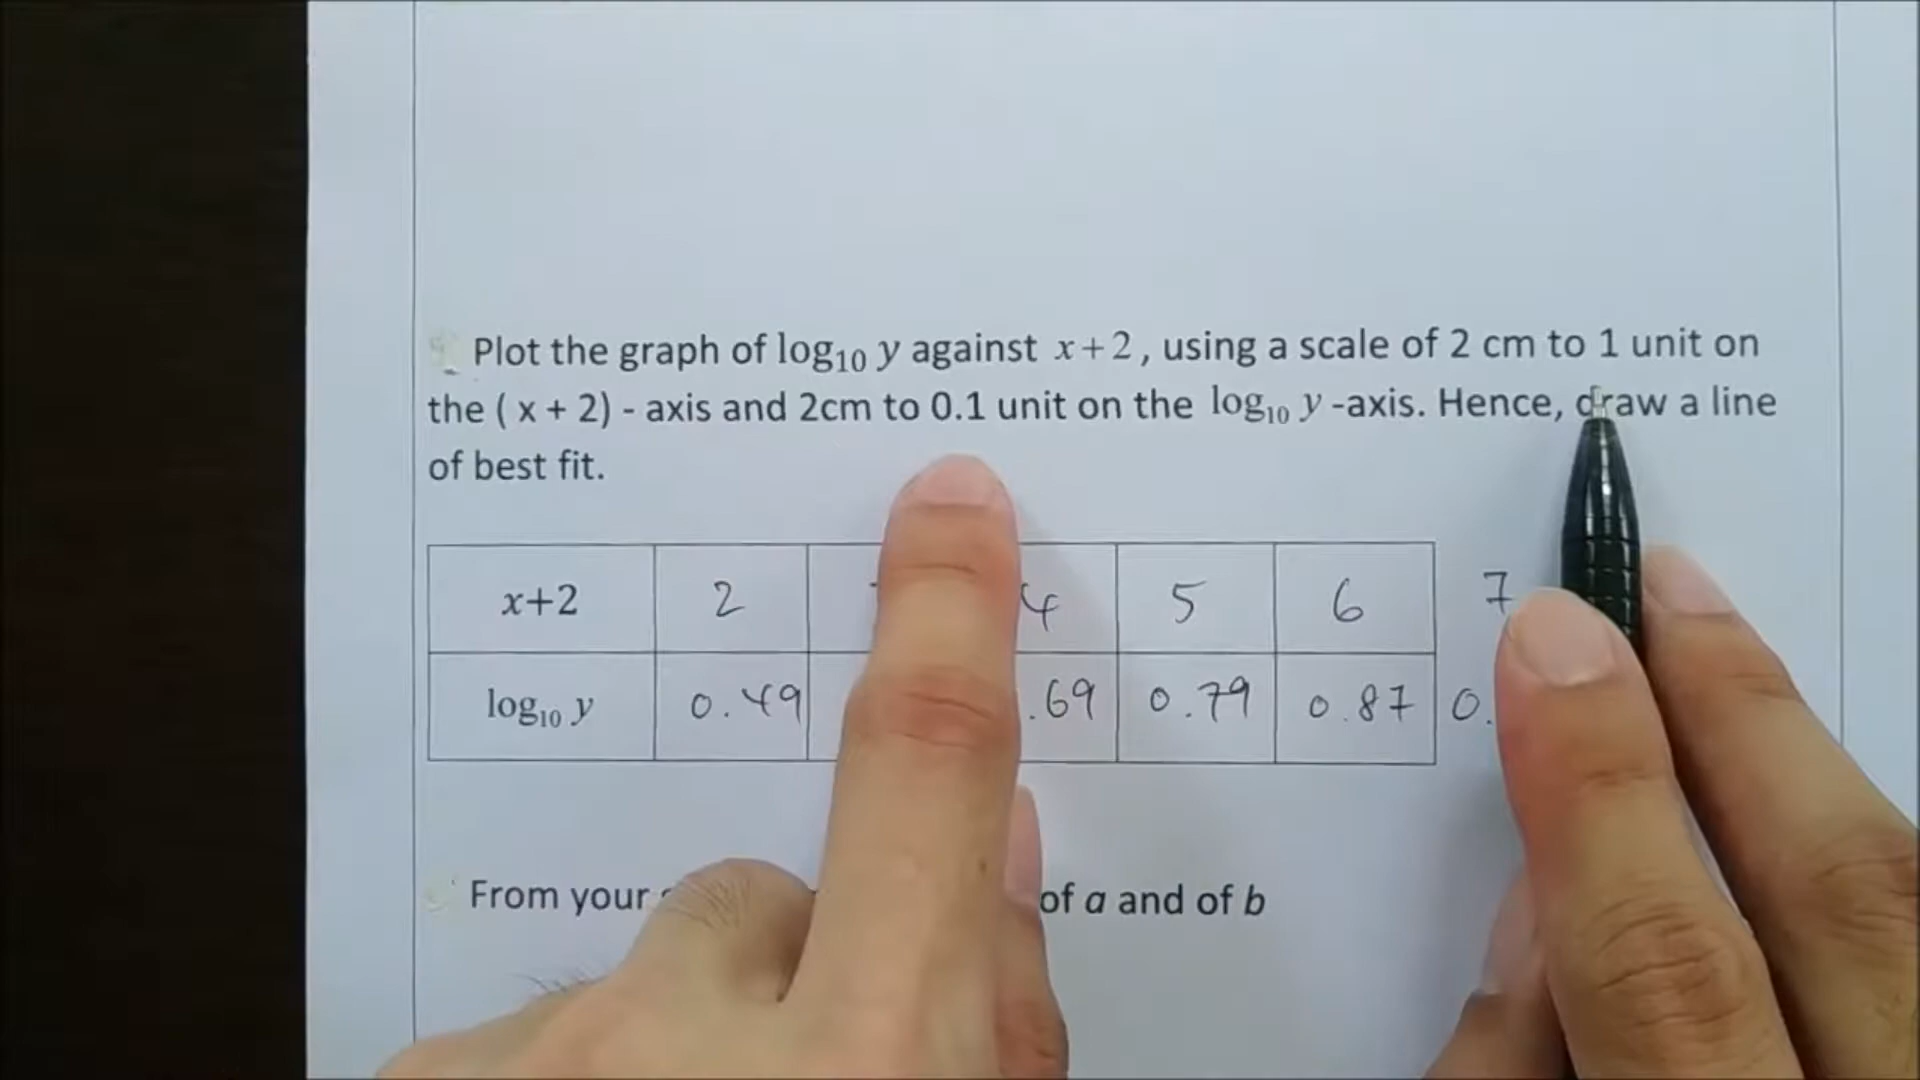 Plot the graph of log₁₀ y against x+2, using a scale of 2 cm to 1 unit on
the ( x + 2) - axis and 2cm to 0.1 unit on the log₁₀ y -axis. Hence, draw a line
of best fit.
x+2 2 4 5 6 7
log₁₀ y 0.49 .69 0.79 0.87 0.
From your of a and of b